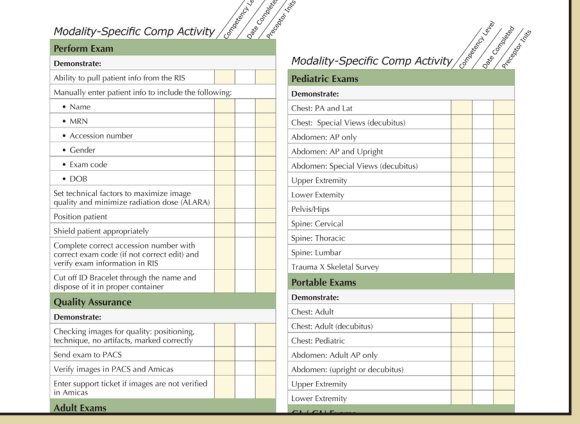 Modality-Specific Comp Activity
Competency Le
Date Complete
Preceptor Inits
Perform Exam
Demonstrate:
Ability to pull patient info from the RIS
Manually enter patient info to include the following:
• Name
• MRN
• Accession number
• Gender
• Exam code
• DOB
Set technical factors to maximize image
quality and minimize radiation dose (ALARA)
Position patient
Shield patient appropriately
Complete correct accession number with
correct exam code (if not correct edit) and
verify exam information in RIS
Cut off ID Bracelet through the name and
dispose of it in proper container
Quality Assurance
Demonstrate:
Checking images for quality: positioning,
technique, no artifacts, marked correctly
Send exam to PACS
Verify images in PACS and Amicas
Enter support ticket if images are not verified
in Amicas
Adult Exams
Modality-Specific Comp Activity
Competency Level
Date Completed
Preceptor Inits
Pediatric Exams
Demonstrate:
Chest: PA and Lat
Chest: Special Views (decubitus)
Abdomen: AP only
Abdomen: AP and Upright
Abdomen: Special Views (decubitus)
Upper Extremity
Lower Extemity
Pelvis/Hips
Spine: Cervical
Spine: Thoracic
Spine: Lumbar
Trauma X Skeletal Survey
Portable Exams
Demonstrate:
Chest: Adult
Chest: Adult (decubitus)
Chest: Pediatric
Abdomen: Adult AP only
Abdomen: (upright or decubitus)
Upper Extremity
Lower Extremity